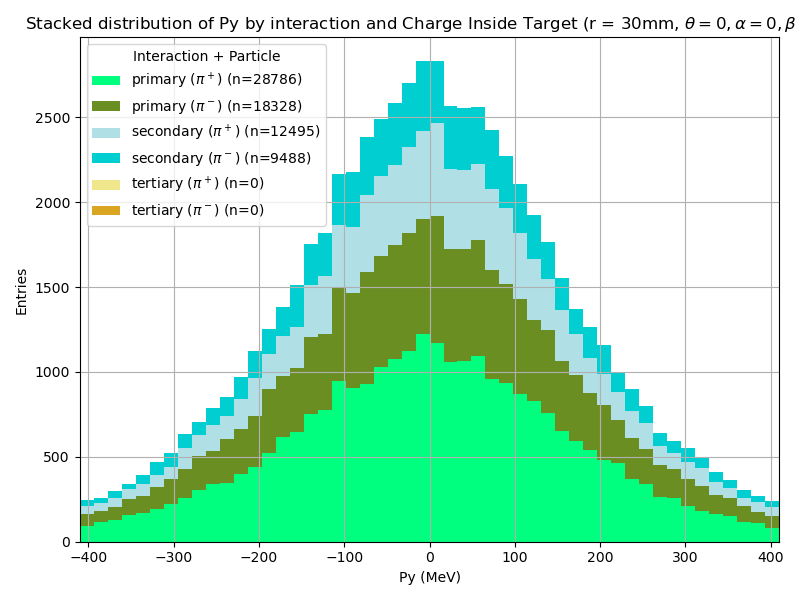 Stacked distribution of Py by interaction and Charge Inside Target (r = 30mm, θ = 0, α = 0, β
Interaction + Particle
primary (π⁺) (n=28786)
primary (π⁻) (n=18328)
secondary (π⁺) (n=12495)
secondary (π⁻) (n=9488)
tertiary (π⁺) (n=0)
tertiary (π⁻) (n=0)
Entries
2500
2000
1500
1000
500
0
−400 −300 −200 −100 0 100 200 300 400
Py (MeV)